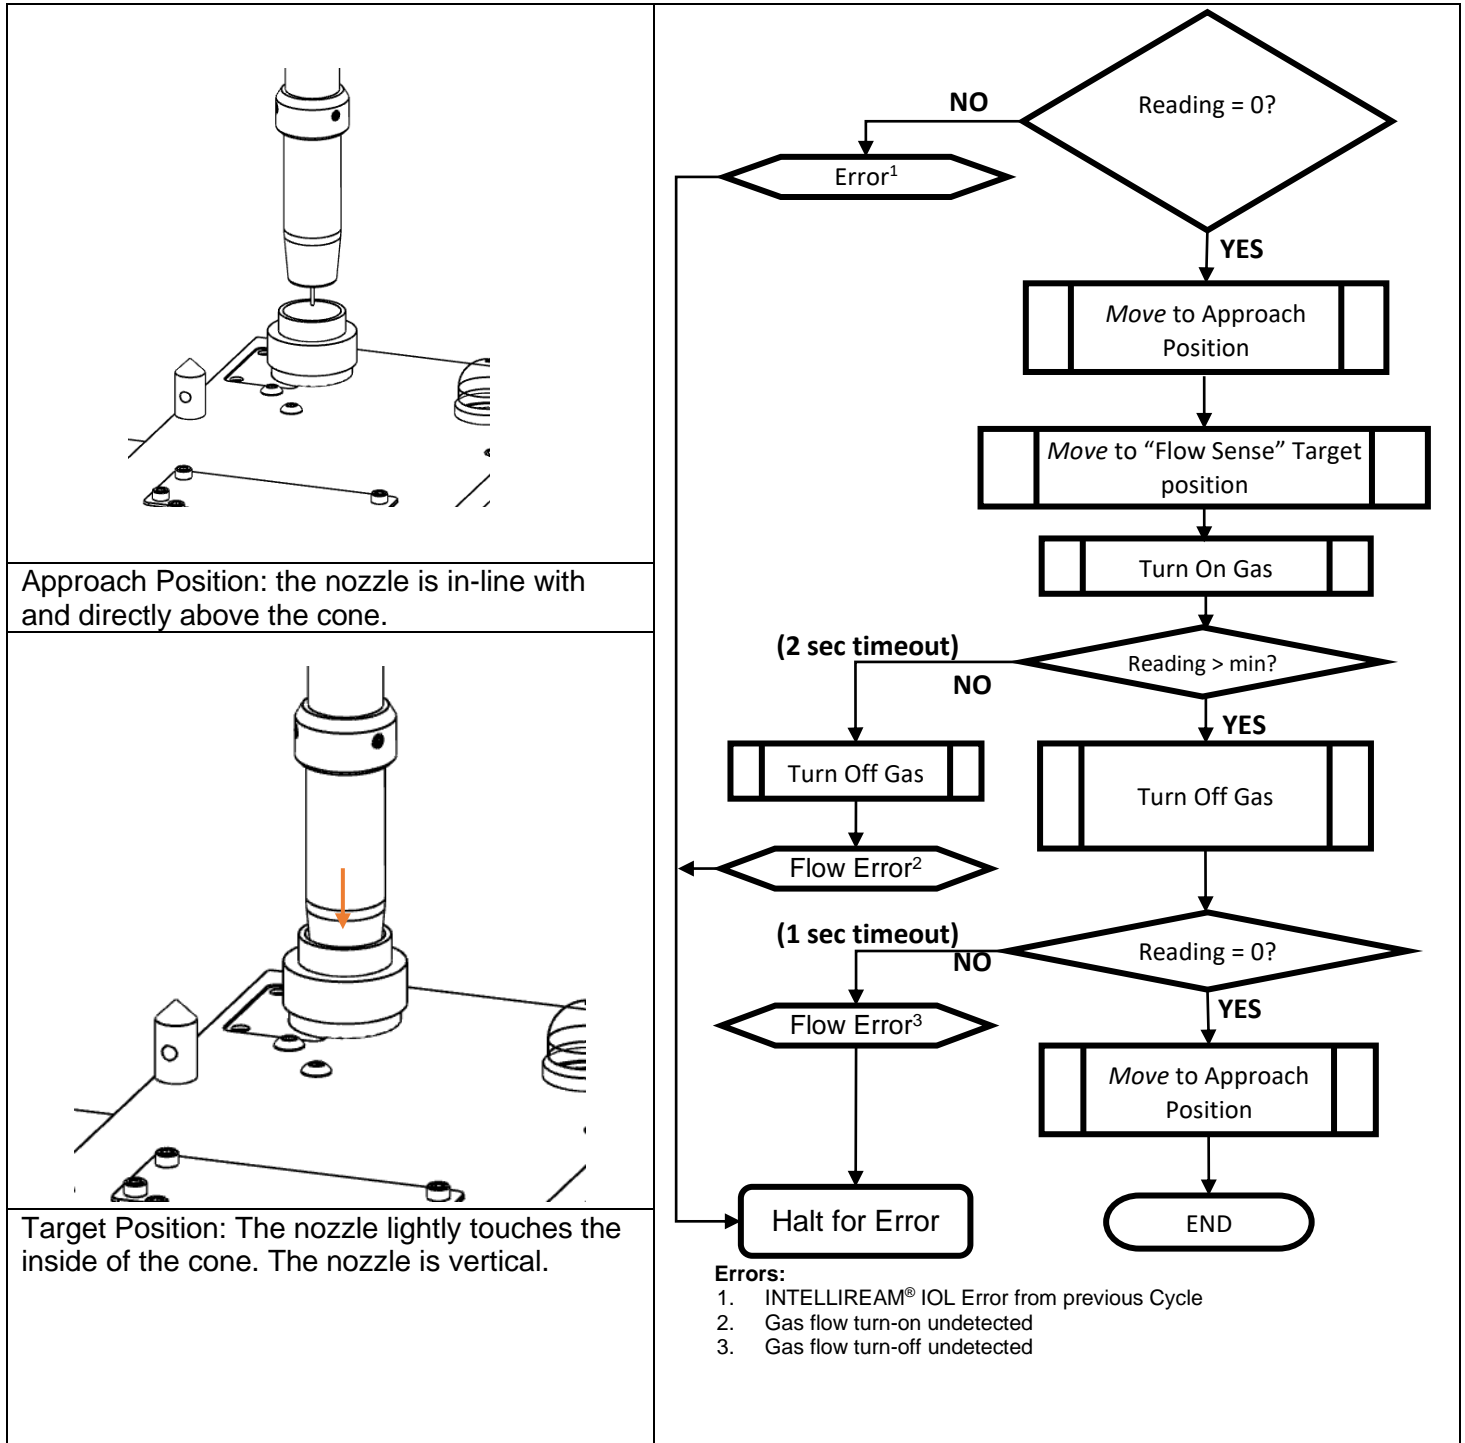 Approach Position: the nozzle is in-line with
and directly above the cone.
Target Position: The nozzle lightly touches the
inside of the cone. The nozzle is vertical.
Reading = 0?
NO
Error1
YES
Move to Approach
Position
Move to “Flow Sense” Target
position
Turn On Gas
(2 sec timeout)
Reading > min?
NO
YES
Turn Off Gas
Turn Off Gas
Flow Error2
(1 sec timeout)
Reading = 0?
NO
YES
Flow Error3
Move to Approach
Position
Halt for Error
END
Errors:
1. INTELLIREAM® IOL Error from previous Cycle
2. Gas flow turn-on undetected
3. Gas flow turn-off undetected